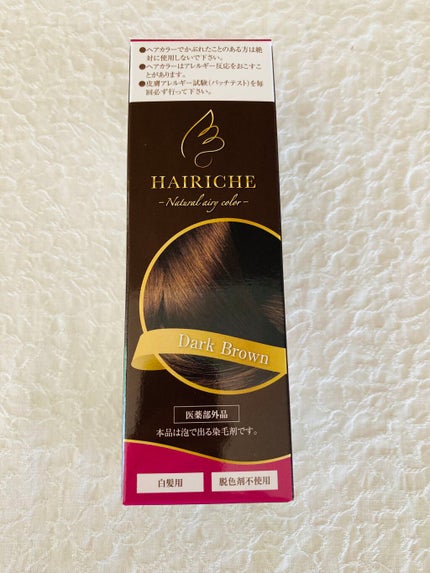 ●ヘアカラーでかぶれたことのある方は絶
対に使用しないで下さい。
●ヘアカラーはアレルギー反応をおこすこ
とがあります。
●皮膚アレルギー試験(パッチテスト)を毎
回必ず行って下さい。
HAIRICHE
- Natural airy color -
Dark Brown
医薬部外品
本品は泡で出る染毛剤です。
白髪用
脱色剤不使用